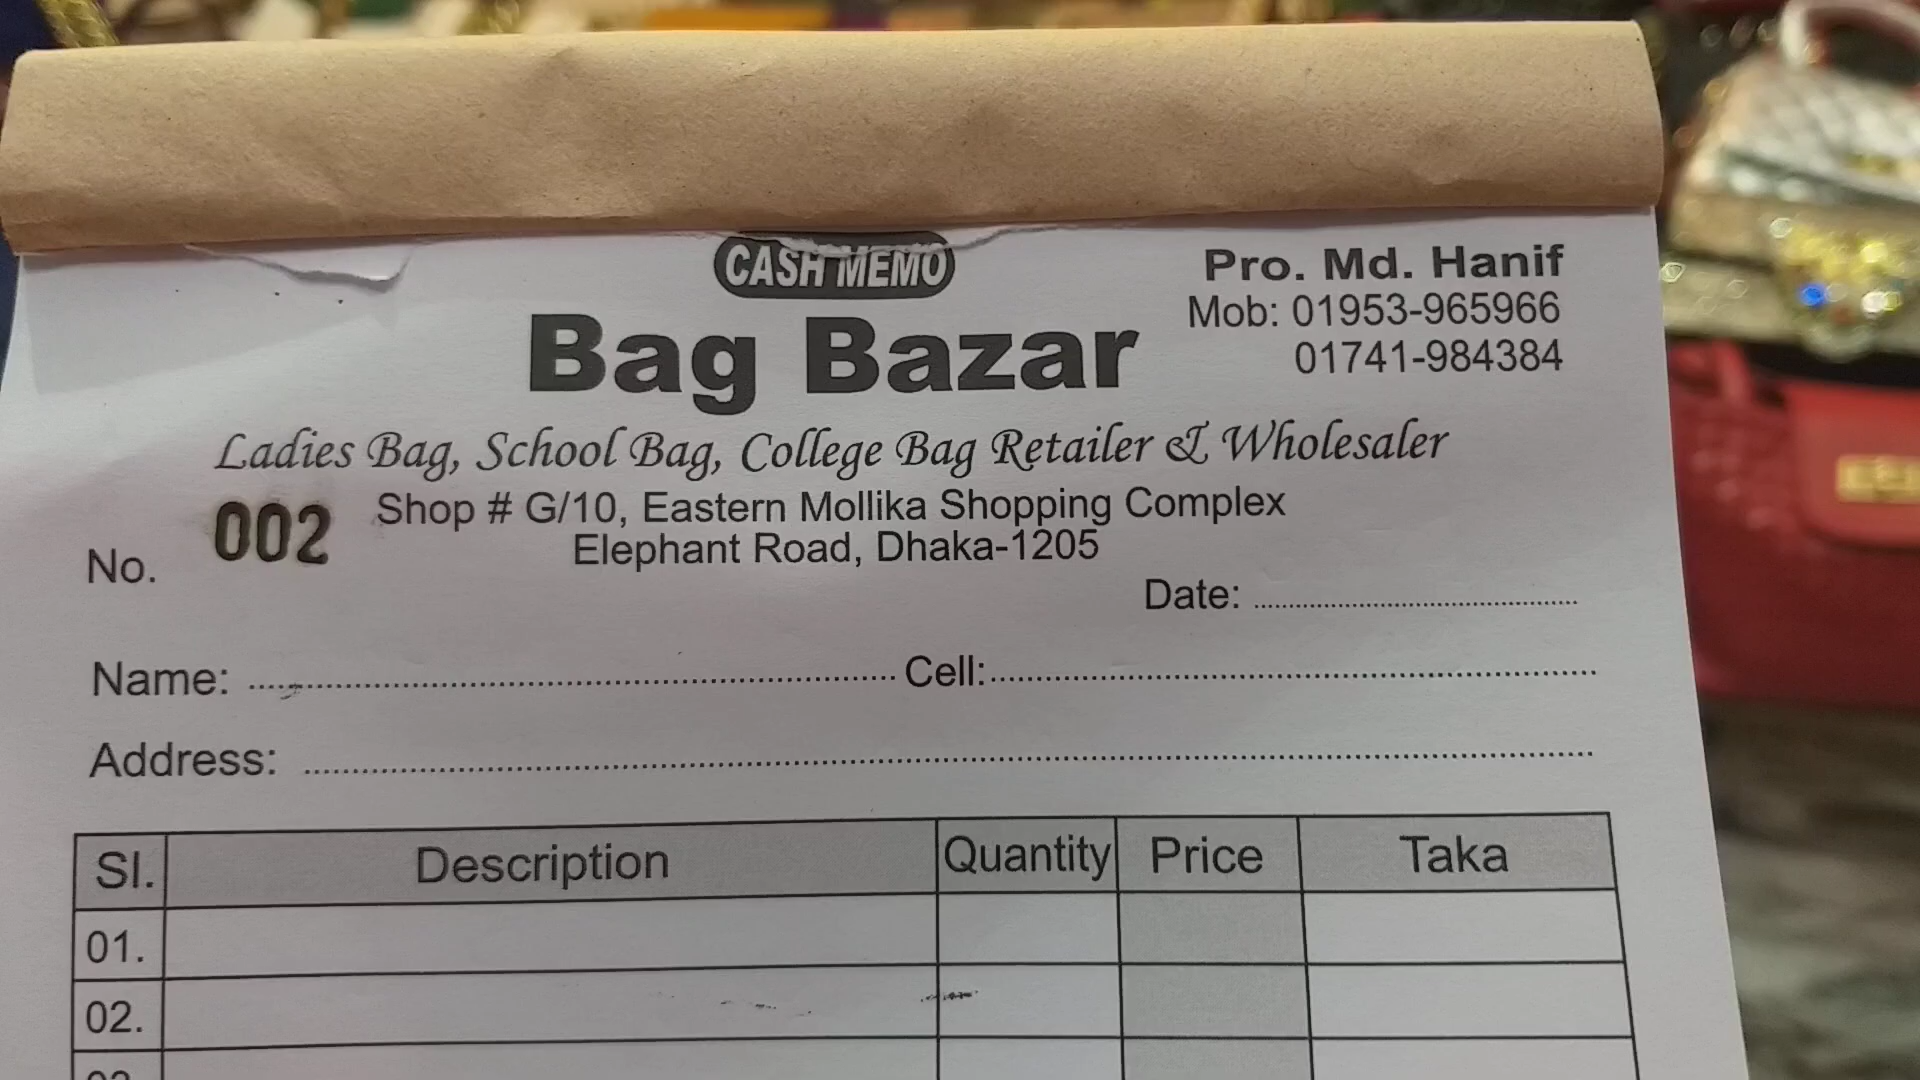 CASH MEMO
Pro. Md. Hanif
Mob: 01953-965966
01741-984384
Bag Bazar
Ladies Bag, School Bag, College Bag Retailer & Wholesaler
Shop # G/10, Eastern Mollika Shopping Complex
Elephant Road, Dhaka-1205
No. 002
Date:
Name: Cell:
Address:
Sl. Description Quantity Price Taka
01.
02.
03